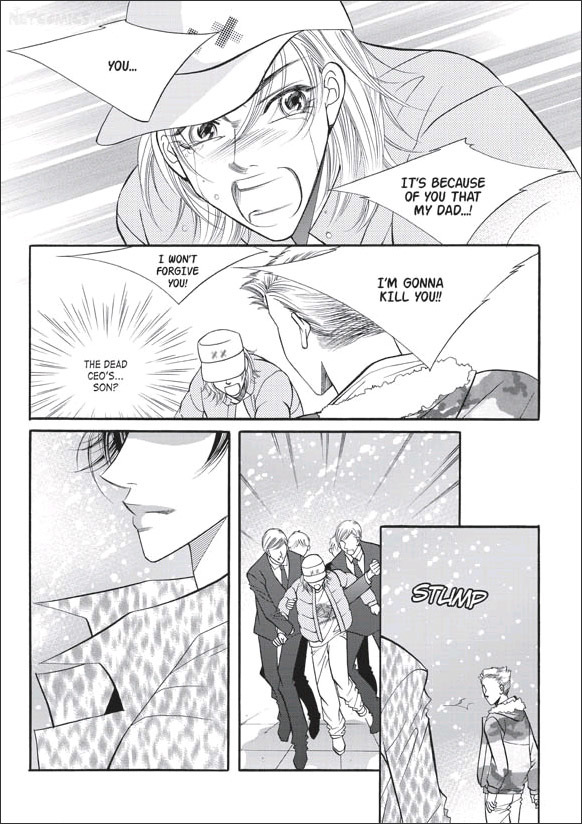 NETCOMICS
YOU...
IT'S BECAUSE
OF YOU THAT
MY DAD...!
I WON'T
FORGIVE
YOU!
I'M GONNA
KILL YOU!!
THE DEAD
CEO'S...
SON?
STUMP